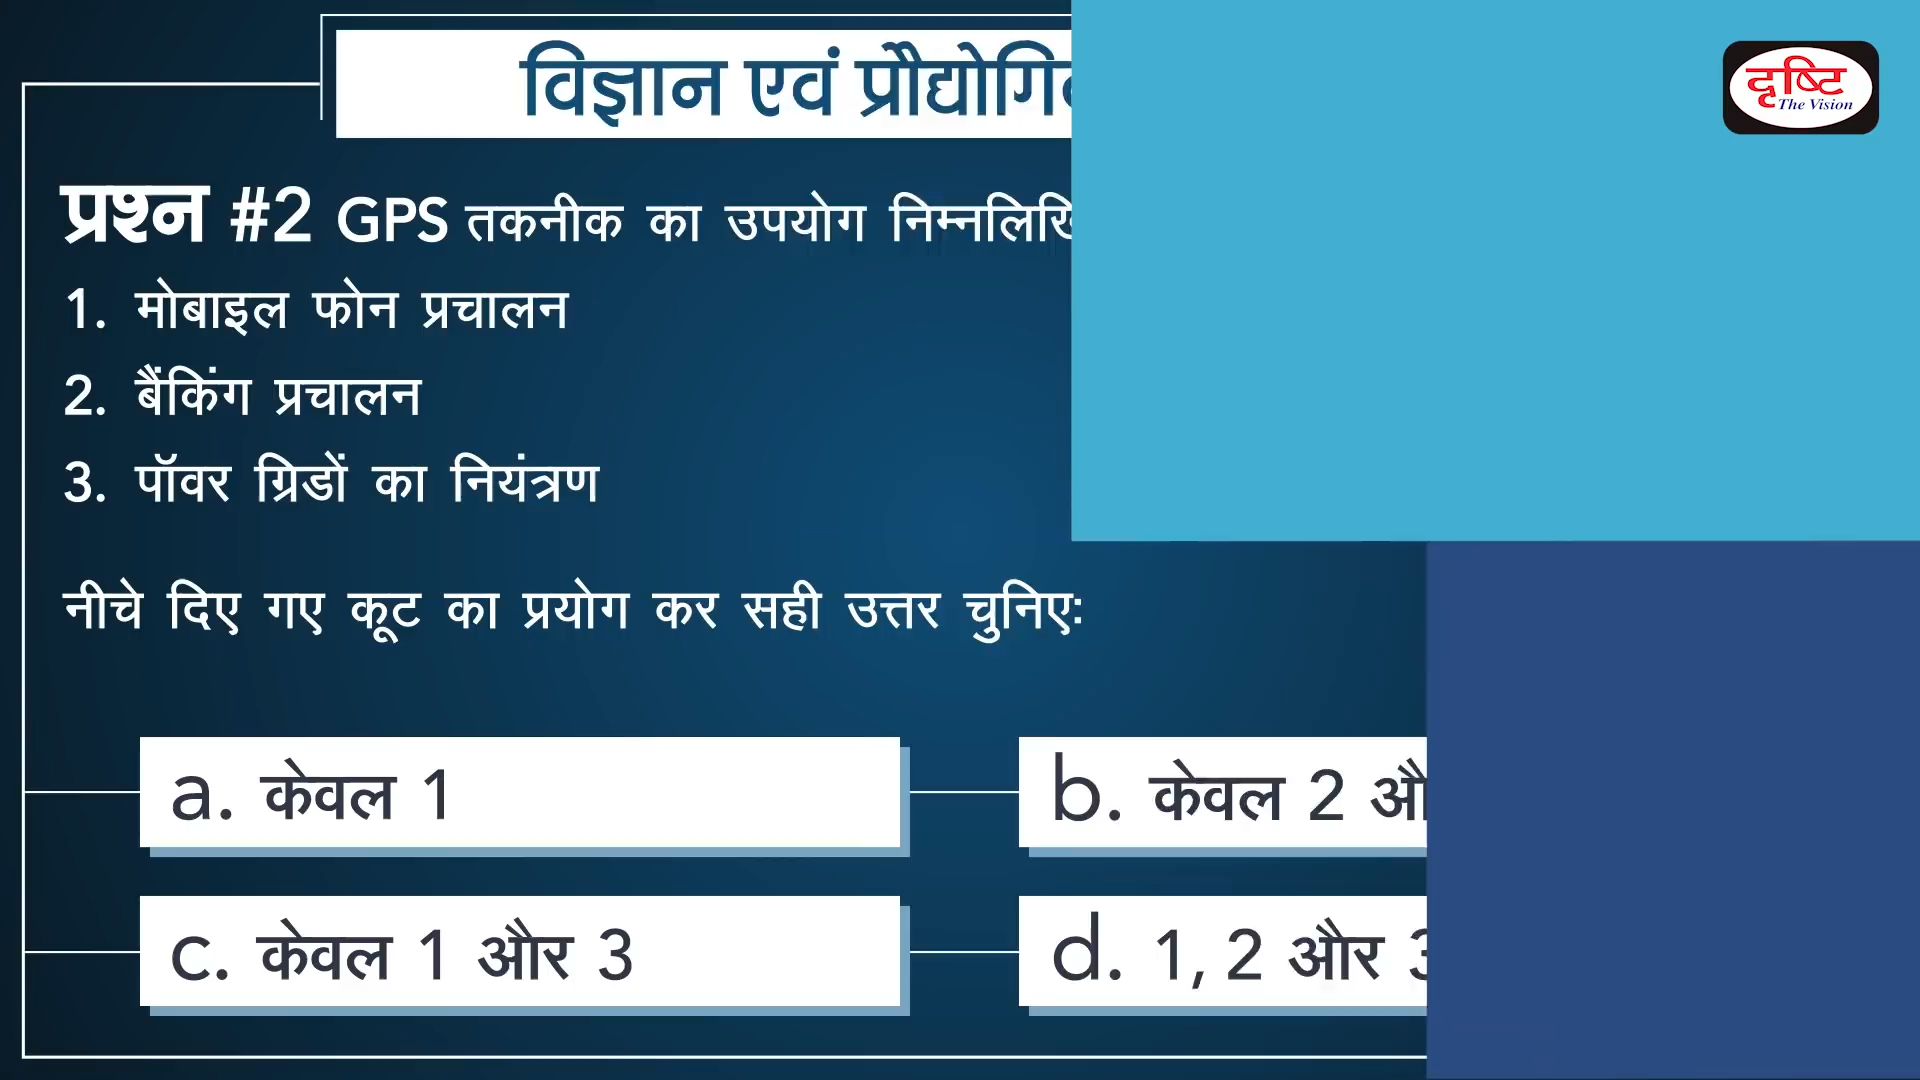 विज्ञान एवं
दृष्टि
The Vision
प्रश्न #2 GPS तकनीक का उपयोग
1. मोबाइल फोन प्रचालन
2. बैंकिंग प्रचालन
3. पॉवर ग्रिडों का नियंत्रण
नीचे दिए गए कूट का प्रयोग कर सही उत्तर चुनिए:
a. केवल 1
b. केवल 2
c. केवल 1 और 3
d. 1, 2 और 3